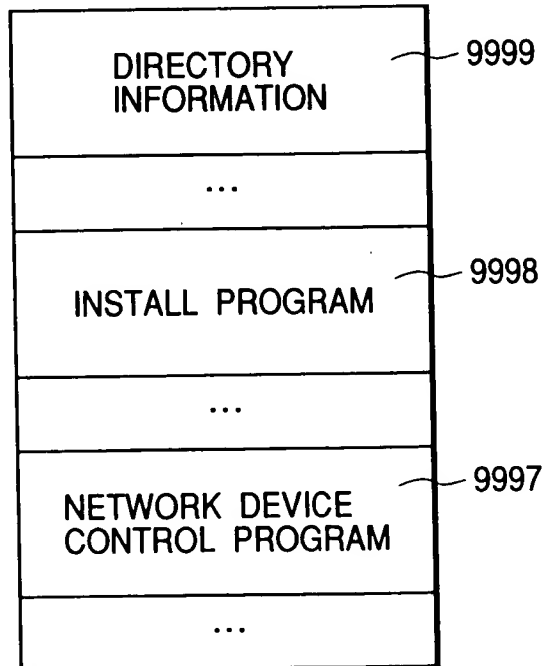 DIRECTORY
INFORMATION
9999
...
INSTALL PROGRAM
9998
...
NETWORK DEVICE
CONTROL PROGRAM
9997
...